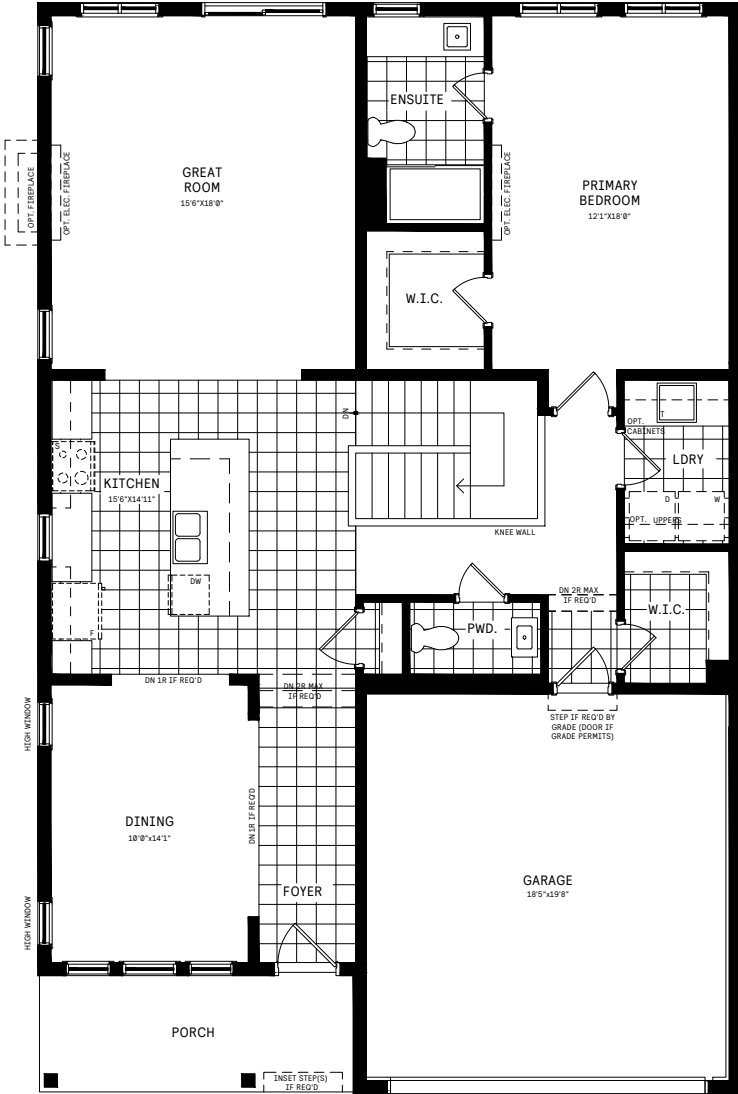 ENSUITE
GREAT
ROOM
15'6"X18'0"
OPT. FIREPLACE
OPT. ELEC. FIREPLACE
OPT. ELEC. FIREPLACE
PRIMARY
BEDROOM
12'1"X18'0"
W.I.C.
DN
T
OPT.
CABINETS
LDRY
S
KITCHEN
15'6"X14'11"
D
W
OPT. UPPERS
KNEE WALL
DW
DN 2R MAX
IF REQ'D
W.I.C.
F
PWD.
DN 1R IF REQ'D
DN 2R MAX
IF REQ'D
HIGH WINDOW
STEP IF REQ'D BY
GRADE (DOOR IF
GRADE PERMITS)
DN 1R IF REQ'D
DINING
10'0"x14'1"
GARAGE
18'5"x19'8"
FOYER
HIGH WINDOW
PORCH
INSET STEP(S)
IF REQ'D